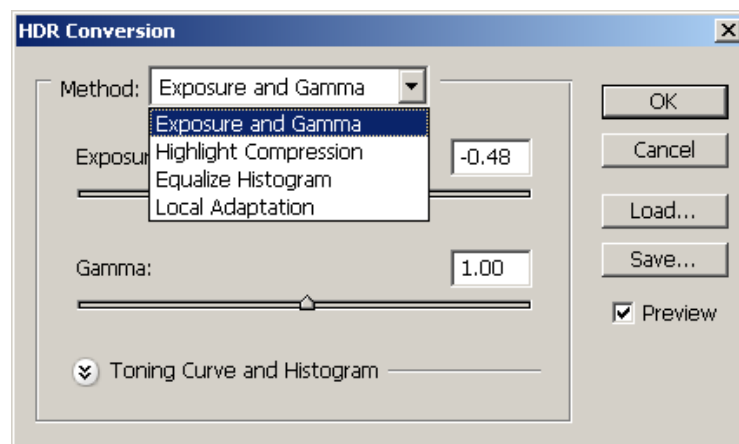 HDR Conversion
Method: Exposure and Gamma
Exposure and Gamma
Highlight Compression
Equalize Histogram
Local Adaptation
-0.48
Gamma: 1.00
Toning Curve and Histogram
OK
Cancel
Load...
Save...
Preview